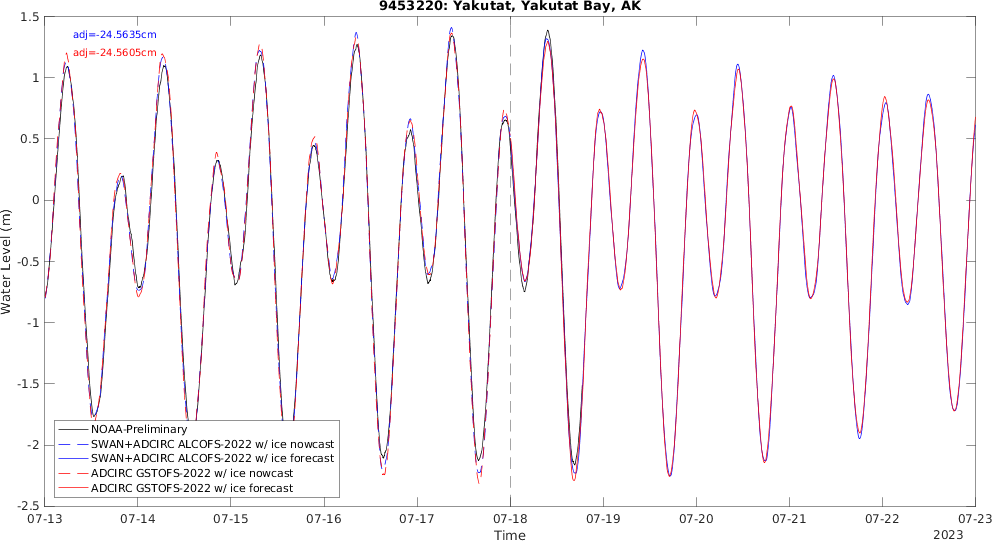 9453220: Yakutat, Yakutat Bay, AK
adj=-24.5635cm
adj=-24.5605cm
Water Level (m)
1.5
1
0.5
0
-0.5
-1
-1.5
-2
-2.5
NOAA-Preliminary
SWAN+ADCIRC ALCOFS-2022 w/ ice nowcast
SWAN+ADCIRC ALCOFS-2022 w/ ice forecast
ADCIRC GSTOFS-2022 w/ ice nowcast
ADCIRC GSTOFS-2022 w/ ice forecast
07-13 07-14 07-15 07-16 07-17 07-18 07-19 07-20 07-21 07-22 07-23
Time
2023